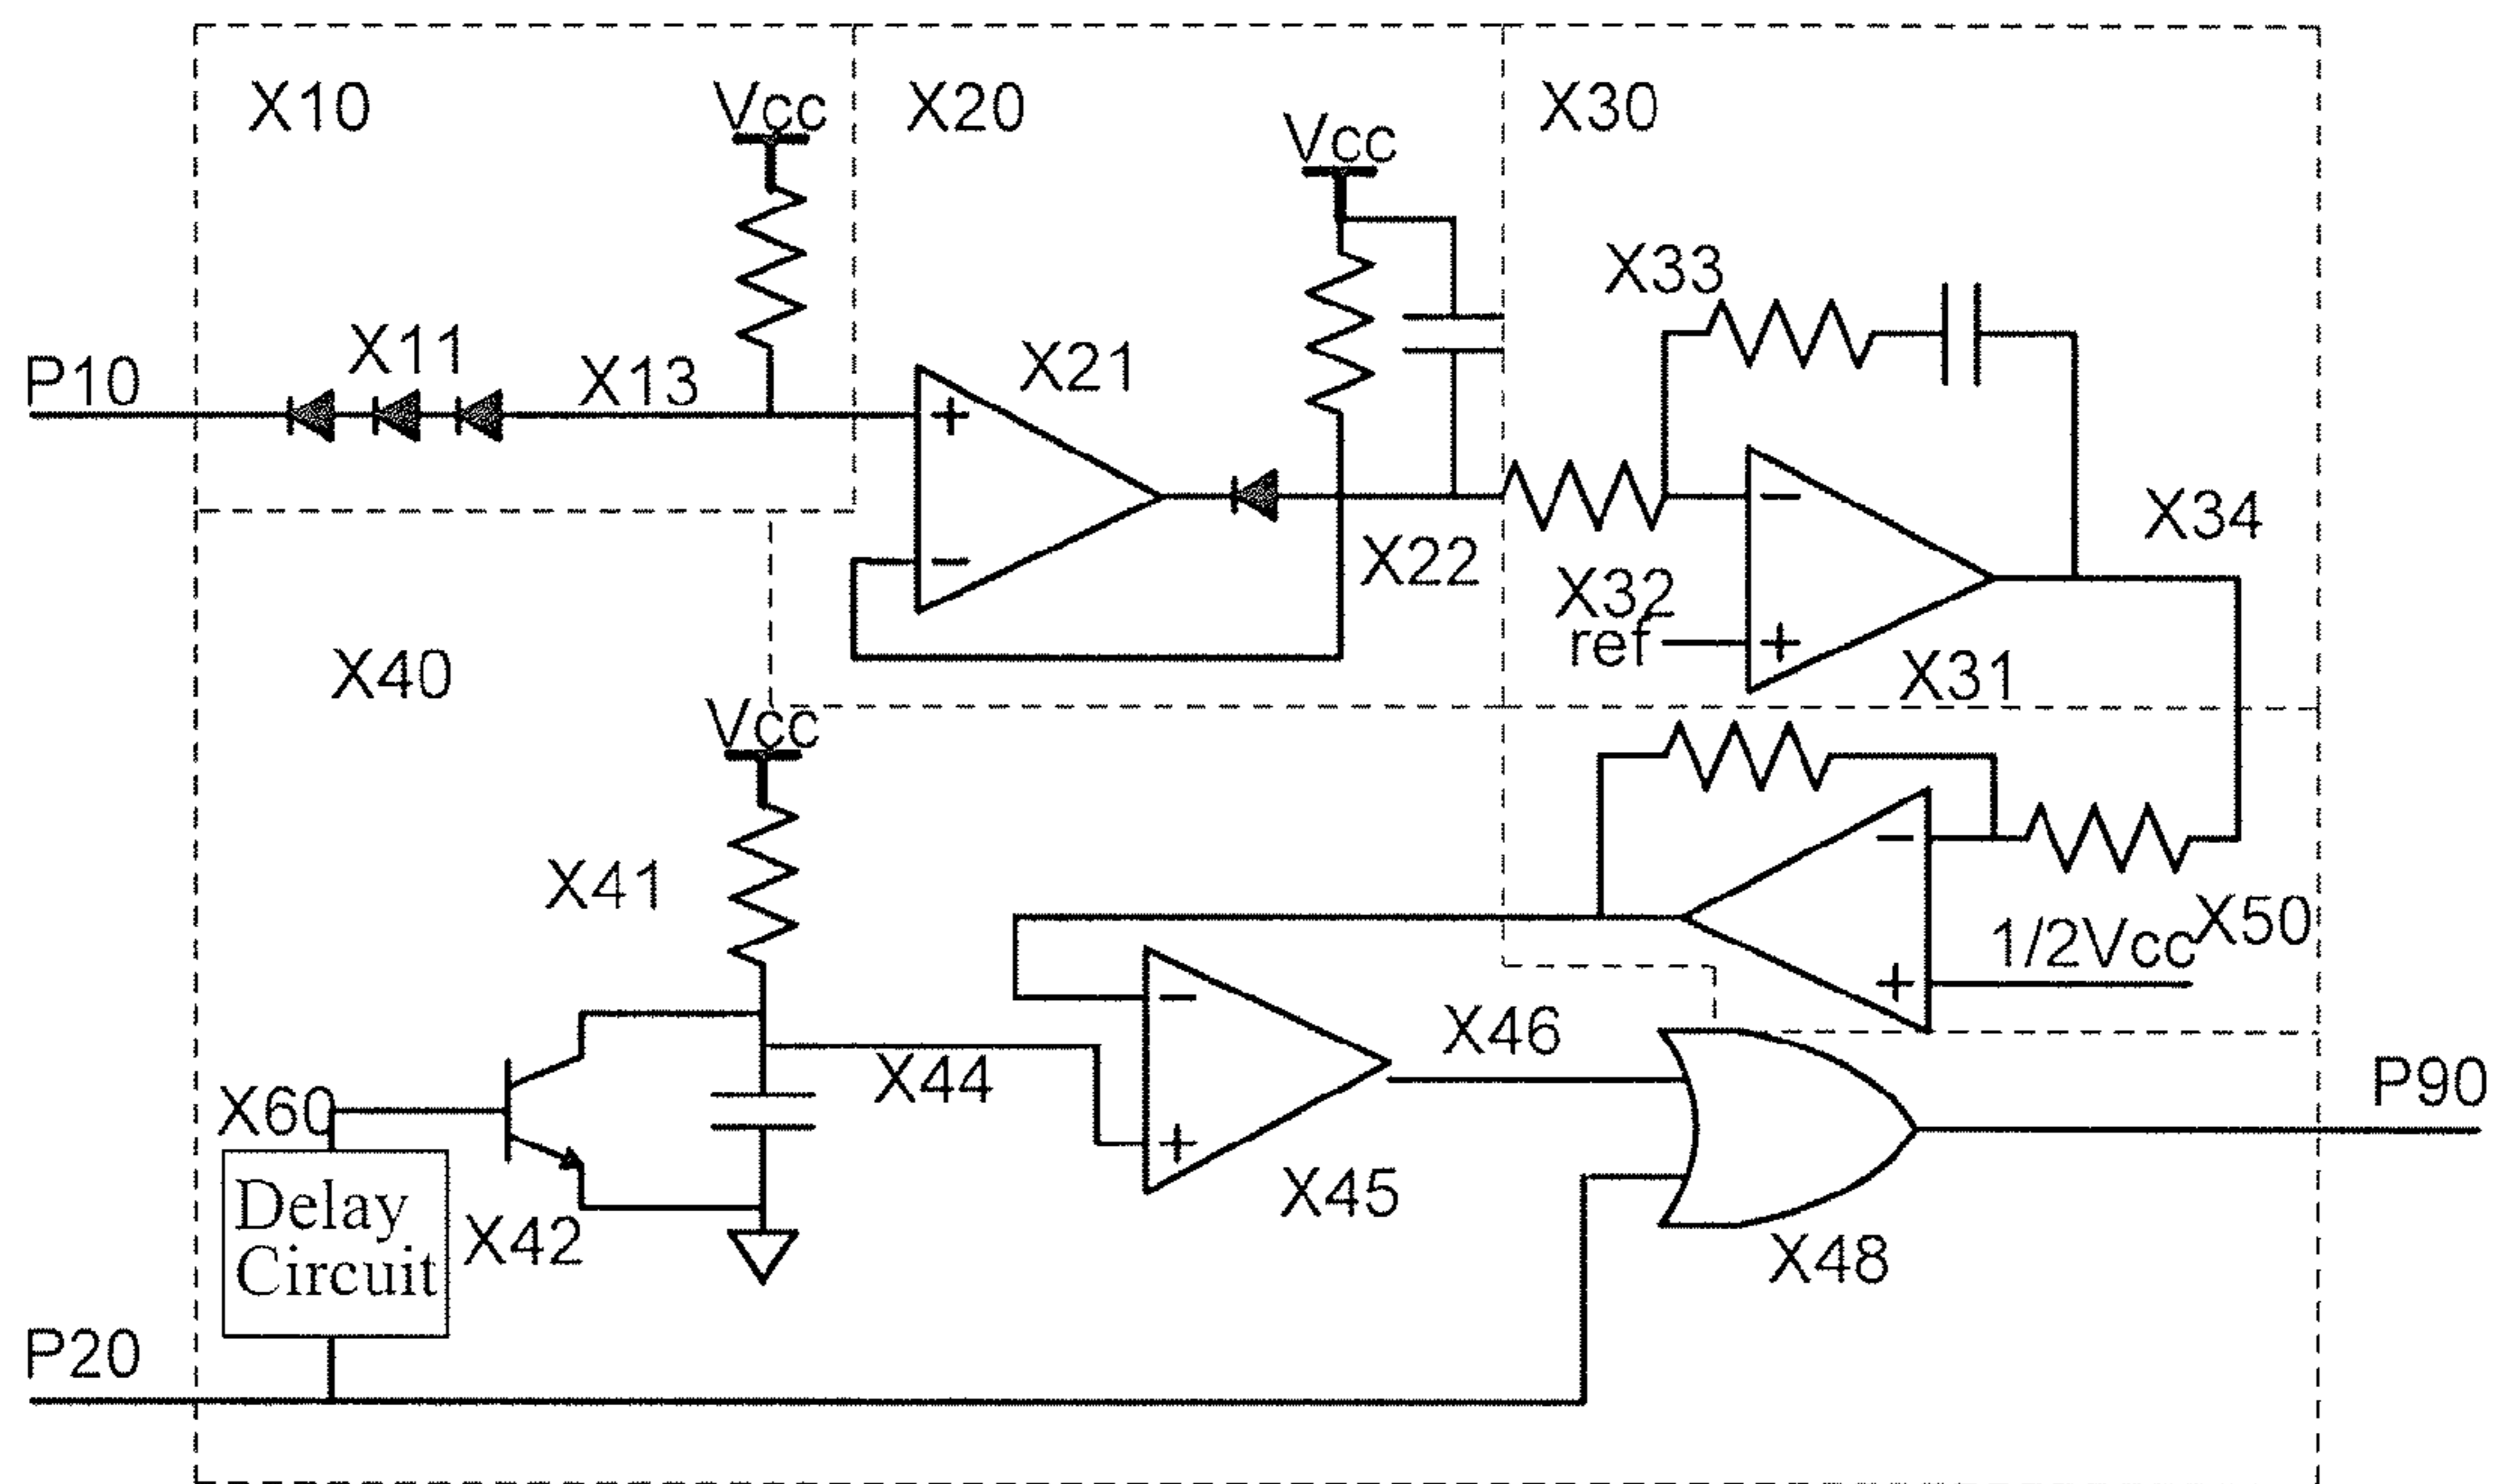 X10
Vcc
X20
Vcc
X30
X33
X11
P10
X13
X21
+
−
X22
−
X34
X32
ref
+
X31
X40
Vcc
X41
−
X50
1/2Vcc
+
−
X46
X44
X60
P90
+
X45
Delay
Circuit
X42
X48
P20